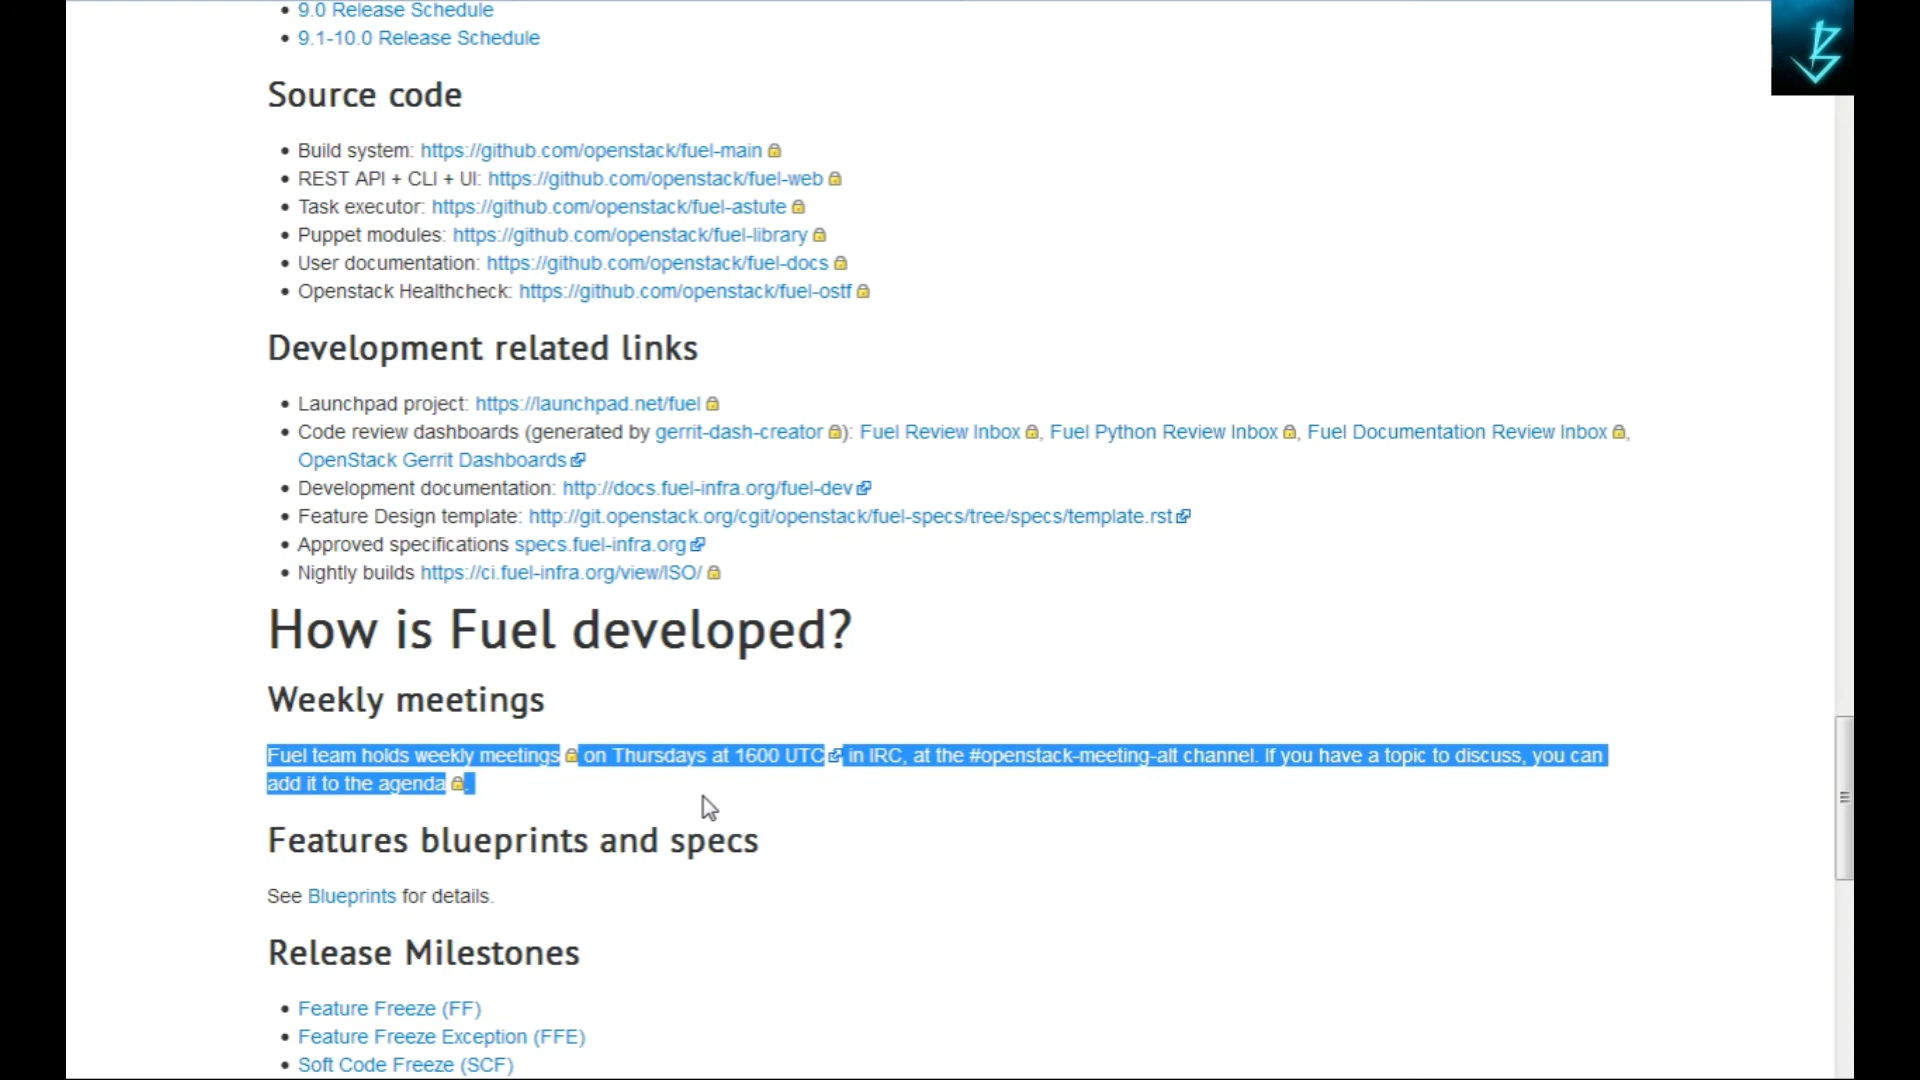 9.0 Release Schedule
9.1-10.0 Release Schedule
Source code
Build system: https://github.com/openstack/fuel-main
REST API + CLI + UI: https://github.com/openstack/fuel-web
Task executor: https://github.com/openstack/fuel-astute
Puppet modules: https://github.com/openstack/fuel-library
User documentation: https://github.com/openstack/fuel-docs
Openstack Healthcheck: https://github.com/openstack/fuel-ostf
Development related links
Launchpad project: https://launchpad.net/fuel
Code review dashboards (generated by gerrit-dash-creator): Fuel Review Inbox, Fuel Python Review Inbox, Fuel Documentation Review Inbox,
OpenStack Gerrit Dashboards
Development documentation: http://docs.fuel-infra.org/fuel-dev
Feature Design template: http://git.openstack.org/cgit/openstack/fuel-specs/tree/specs/template.rst
Approved specifications specs.fuel-infra.org
Nightly builds https://ci.fuel-infra.org/view/ISO/
How is Fuel developed?
Weekly meetings
Fuel team holds weekly meetings on Thursdays at 1600 UTC in IRC, at the #openstack-meeting-alt channel. If you have a topic to discuss, you can
add it to the agenda.
Features blueprints and specs
See Blueprints for details.
Release Milestones
Feature Freeze (FF)
Feature Freeze Exception (FFE)
Soft Code Freeze (SCF)